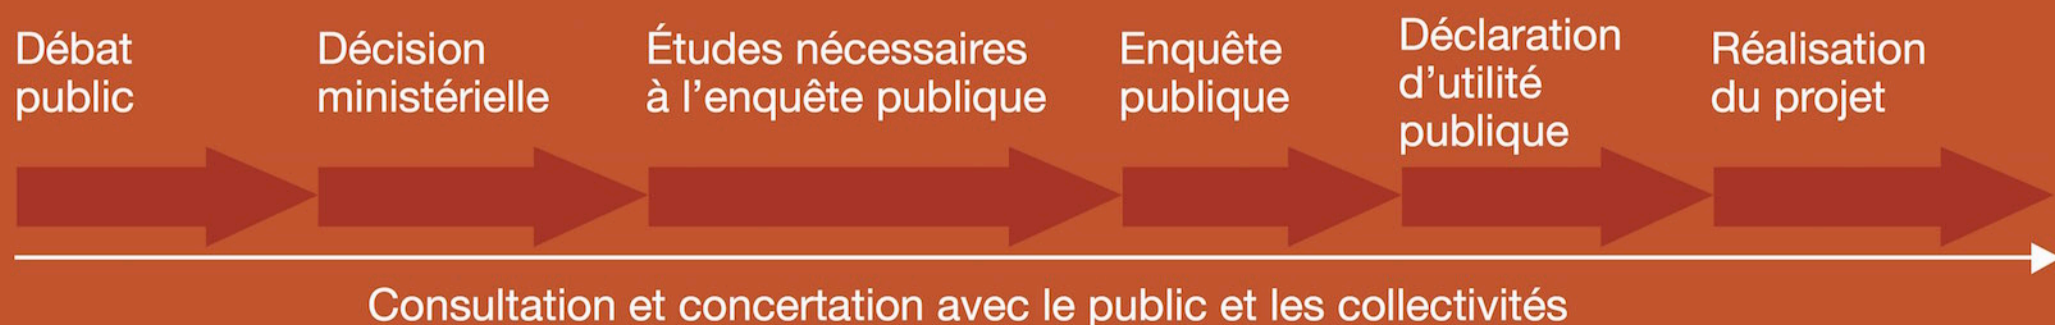 Débat
public
Décision
ministérielle
Études nécessaires
à l’enquête publique
Enquête
publique
Déclaration
d’utilité
publique
Réalisation
du projet
Consultation et concertation avec le public et les collectivités